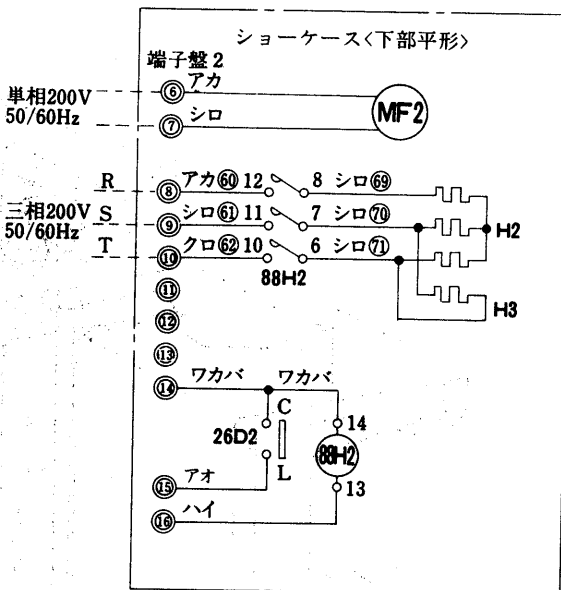 ショーケース〈下部平形〉
端子盤2
単相200V
50/60Hz
⑥ アカ
MF2
⑦ シロ
三相200V
50/60Hz
R ⑧ アカ㊿ 12 8 シロ 69
S ⑨ シロ 61 11 7 シロ 70
H2
T ⑩ クロ 62 10 6 シロ 71
88H2
⑪
H3
⑫
⑬
⑭ ワカバ ワカバ
C
14
26D2
88H2
L
13
⑮ アオ
⑯ ハイ